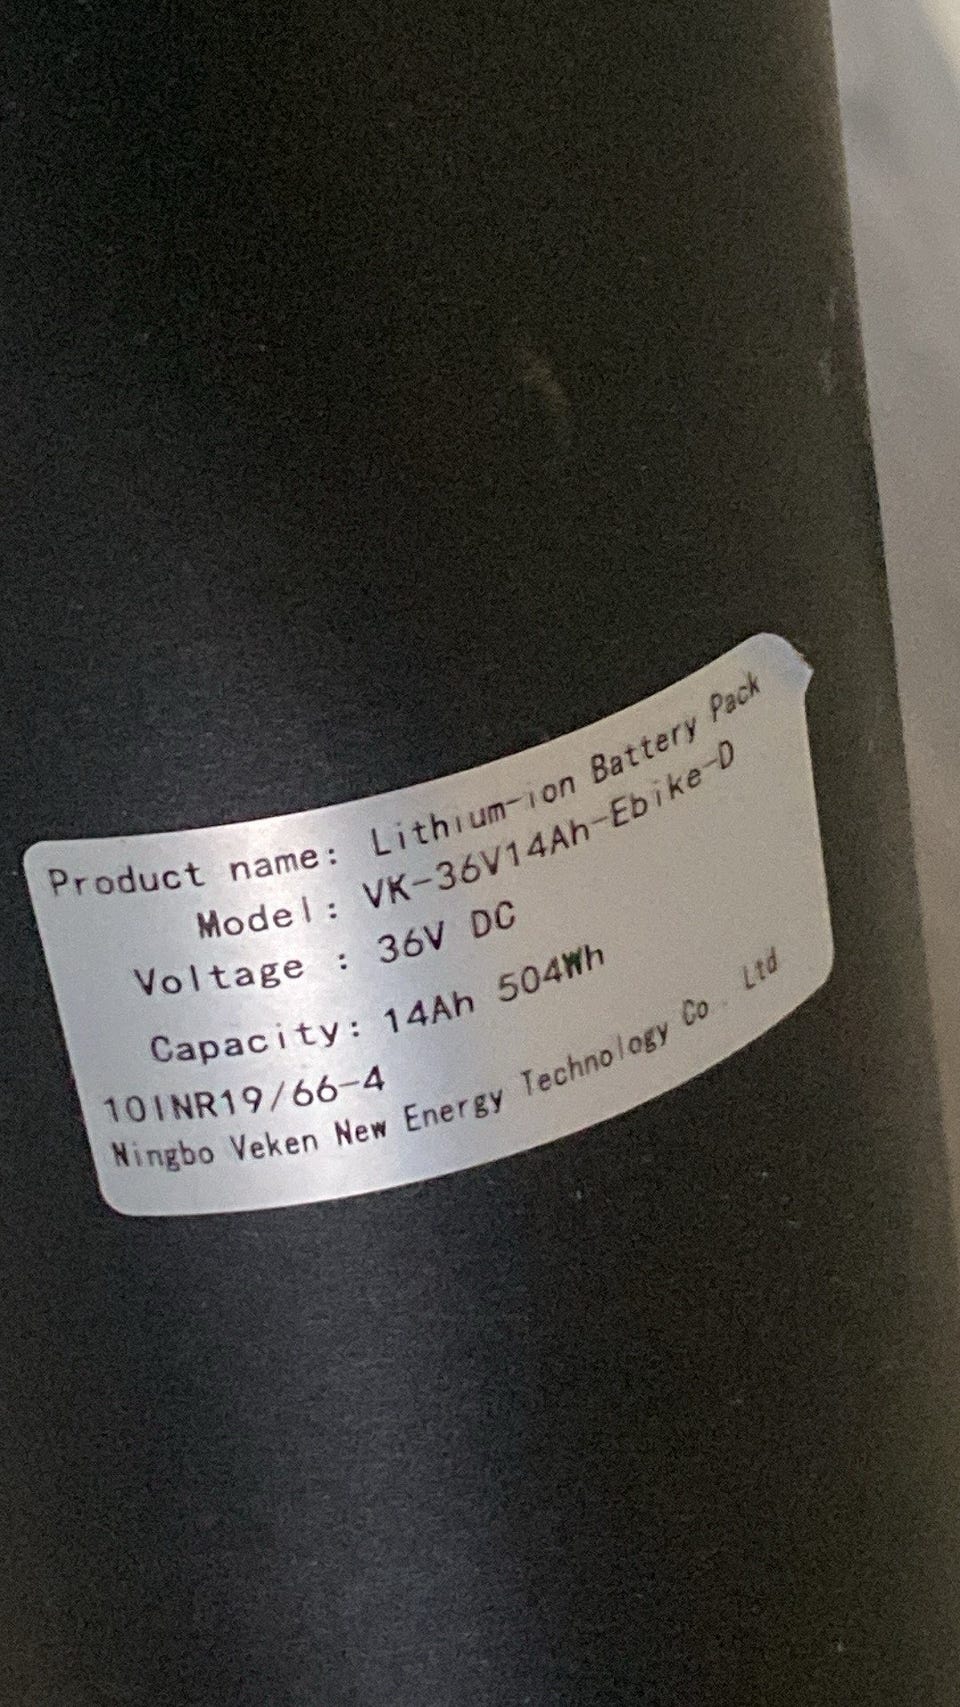 Product name: Lithium-ion Battery Pack
Model: VK-36V14Ah-Ebike-D
Voltage : 36V DC
Capacity: 14Ah 504Wh
10INR19/66-4
Ningbo Veken New Energy Technology Co . Ltd